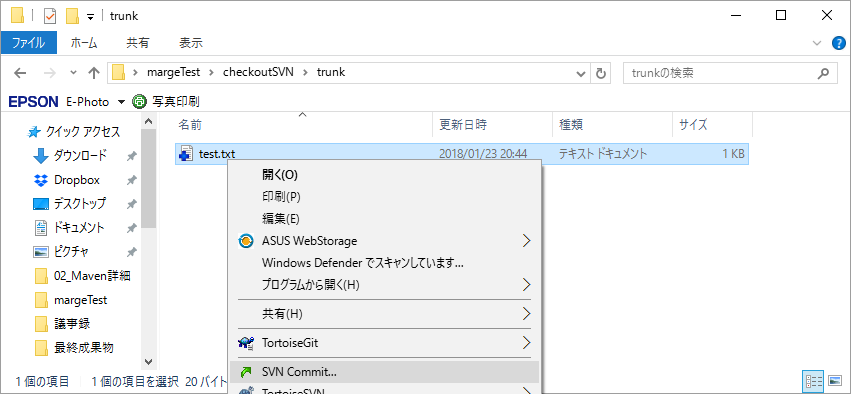 trunk
ファイル ホーム 共有 表示
margeTest checkoutSVN trunk trunkの検索
EPSON E-Photo 写真印刷
クイック アクセス
ダウンロード
Dropbox
デスクトップ
ドキュメント
ピクチャ
02_Maven詳細
margeTest
議事録
最終成果物
名前 更新日時 種類 サイズ
test.txt 2018/01/23 20:44 テキスト ドキュメント 1 KB
開く(O)
印刷(P)
編集(E)
ASUS WebStorage
Windows Defender でスキャンしています...
プログラムから開く(H)
共有(H)
TortoiseGit
SVN Commit...
TortoiseSVN
1 個の項目 1 個の項目を選択 20 バイト